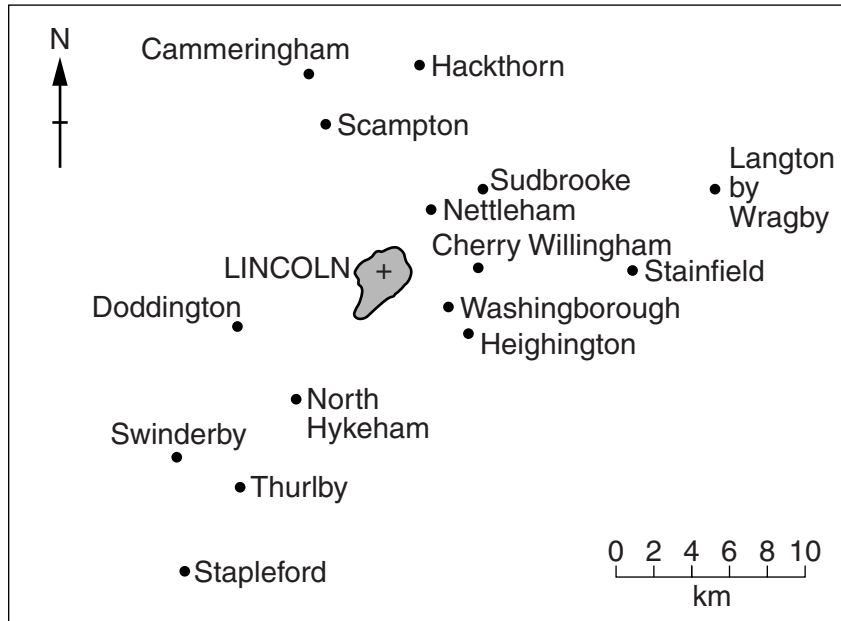 N
Cammeringham
Hackthorn
Scampton
Langton
by
Wragby
Sudbrooke
Nettleham
Cherry Willingham
LINCOLN
Stainfield
Doddington
Washingborough
Heighington
North
Hykeham
Swinderby
Thurlby
Stapleford
0 2 4 6 8 10
km